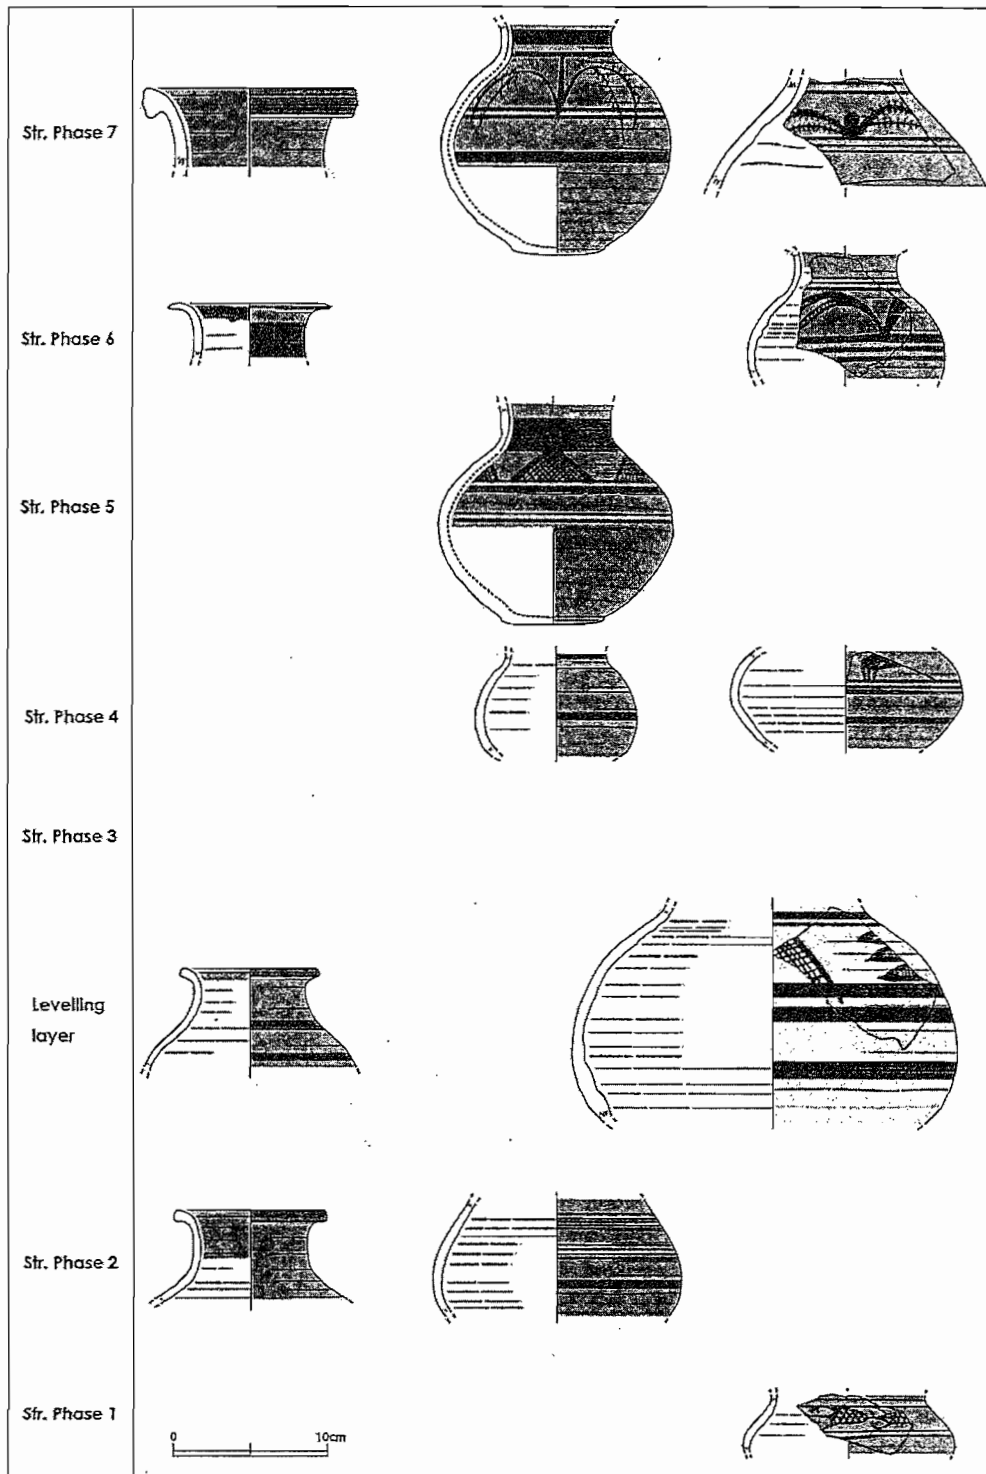 Str. Phase 7
Str. Phase 6
Str. Phase 5
Str. Phase 4
Str. Phase 3
Levelling
layer
Str. Phase 2
Str. Phase 1
0 10cm